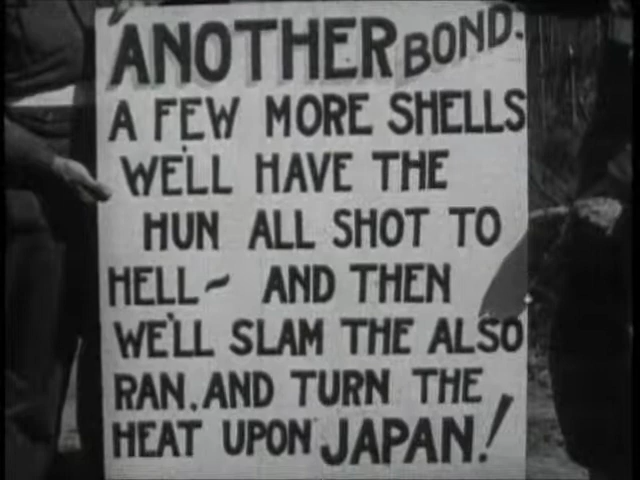 ANOTHER BOND.
A FEW MORE SHELLS
WE'LL HAVE THE
HUN ALL SHOT TO
HELL~ AND THEN
WE'LL SLAM THE ALSO
RAN. AND TURN THE
HEAT UPON JAPAN!